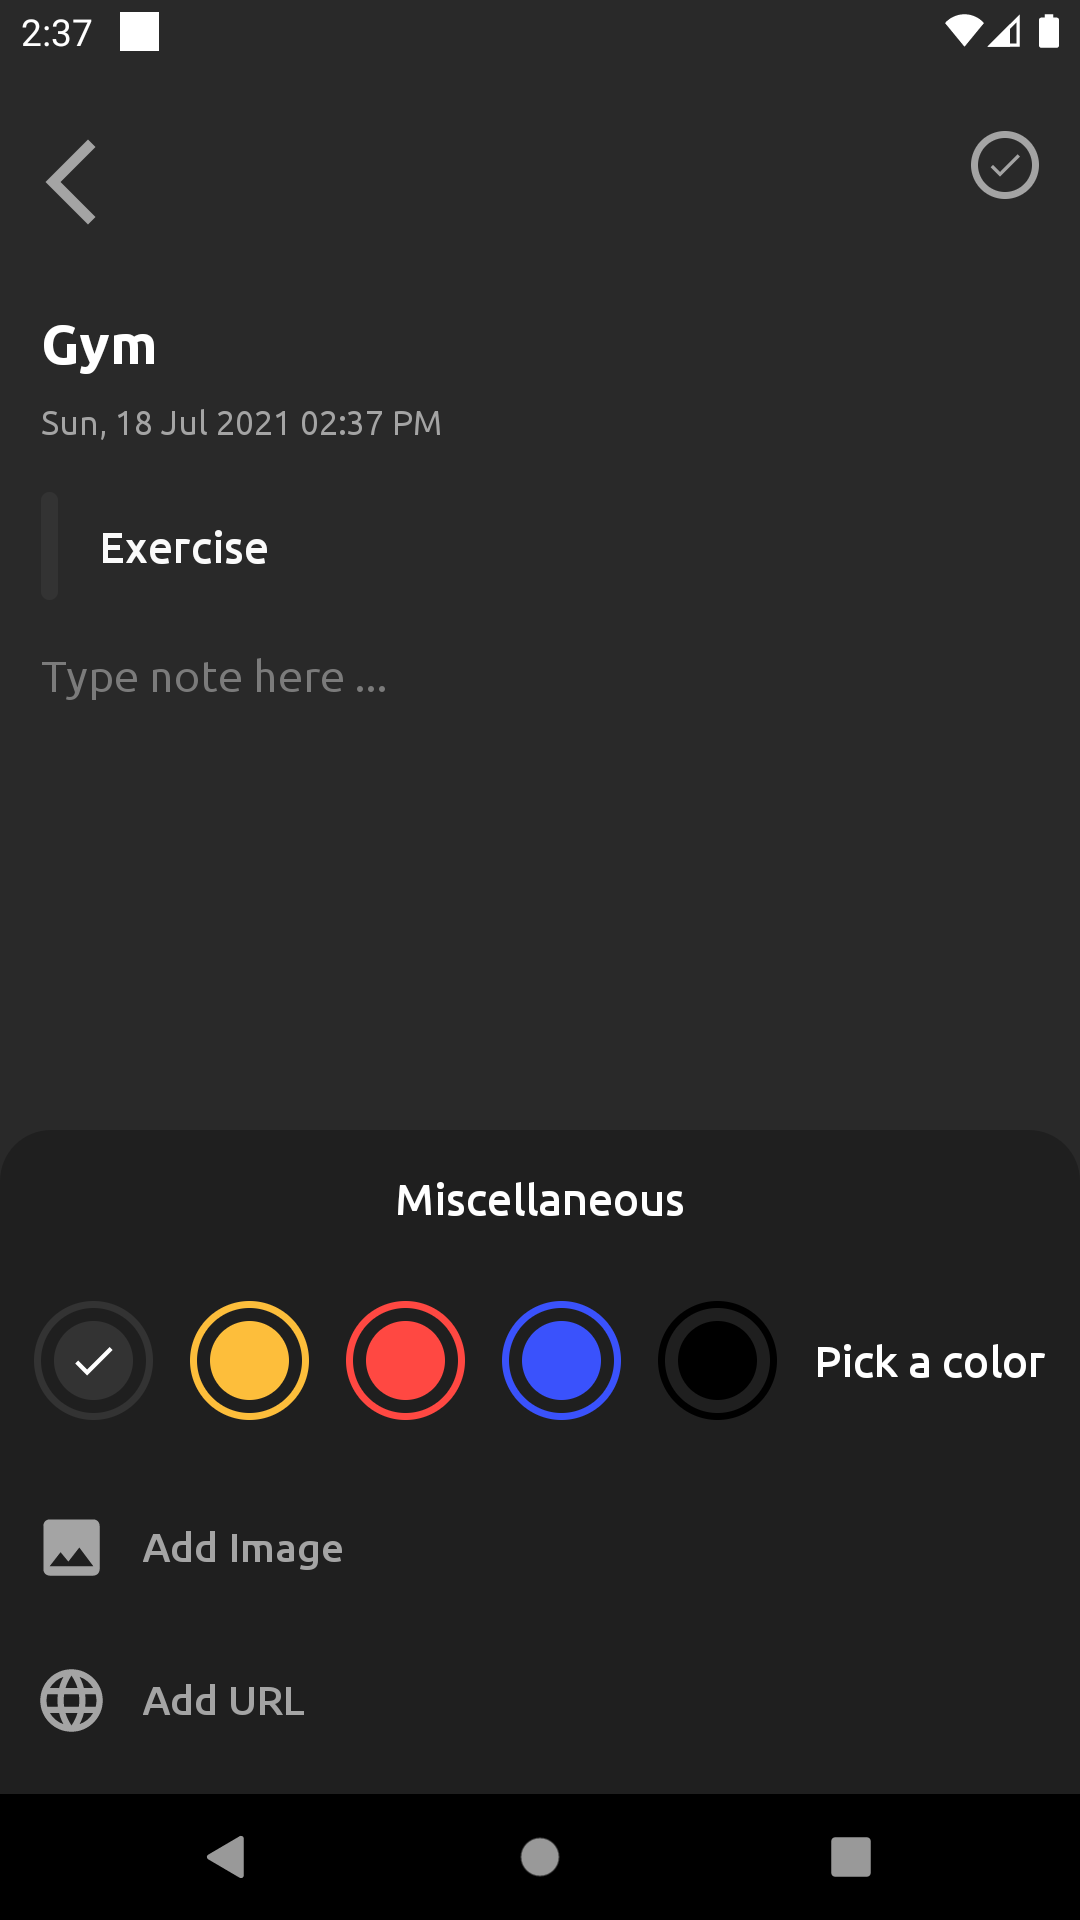 2:37
Gym
Sun, 18 Jul 2021 02:37 PM
Exercise
Type note here ...
Miscellaneous
Pick a color
Add Image
Add URL